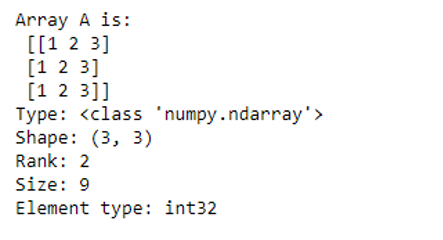 Array A is:
 [[1 2 3]
 [1 2 3]
 [1 2 3]]
Type: <class 'numpy.ndarray'>
Shape: (3, 3)
Rank: 2
Size: 9
Element type: int32